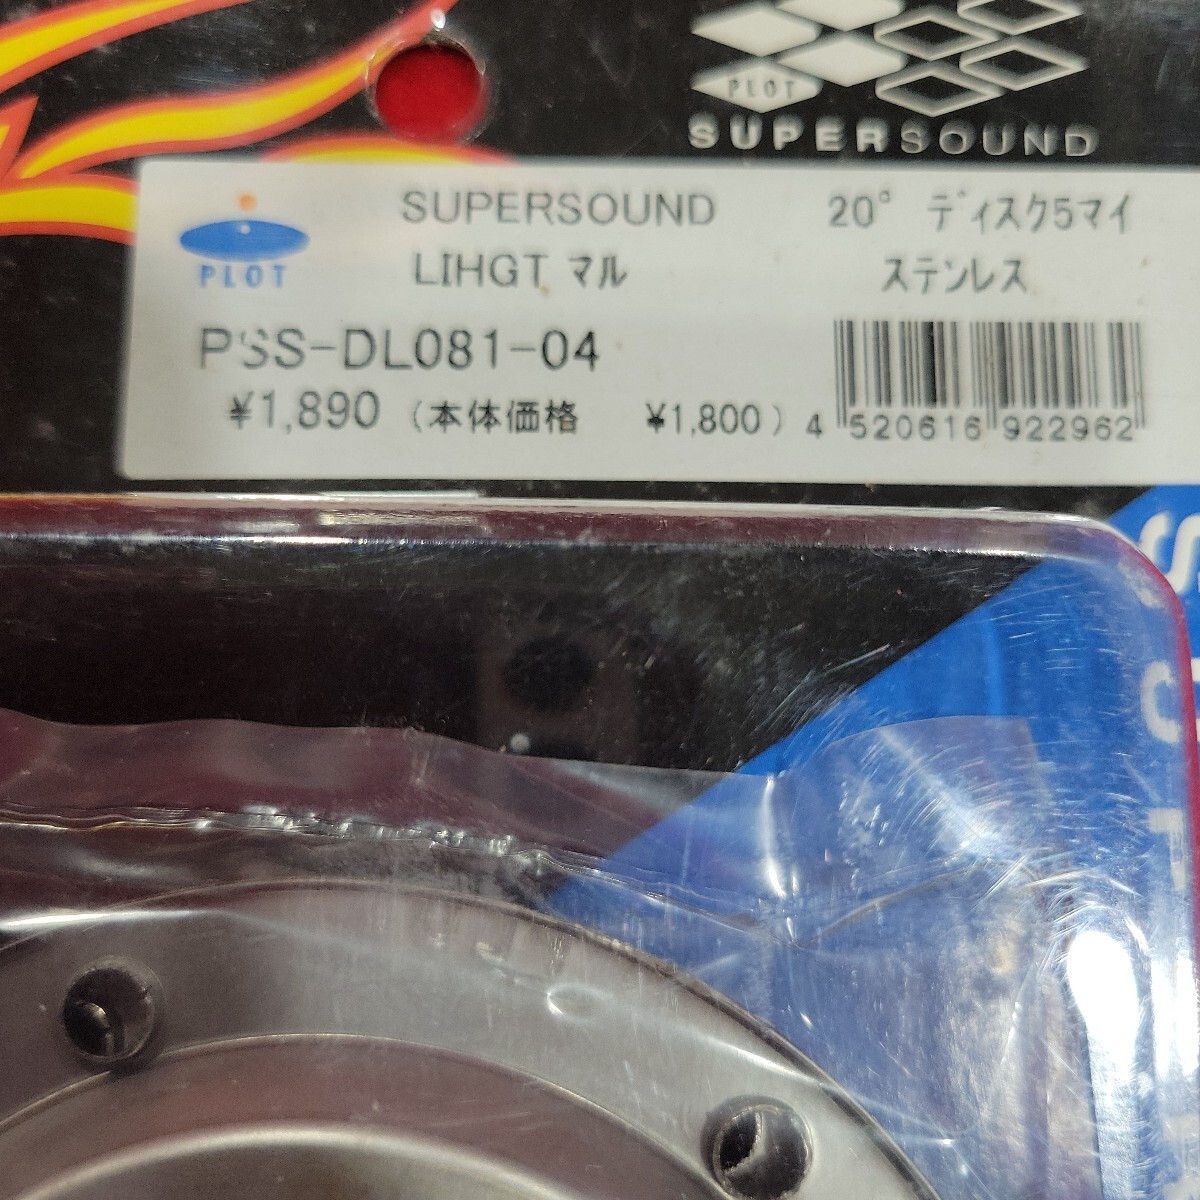 PLOT
SUPERSOUND
SUPERSOUND 20° ディスク5マイ
PLOT
LIHGT マル ステンレス
PSS-DL081-04
¥1,890 (本体価格 ¥1,800)
4 520616 922962